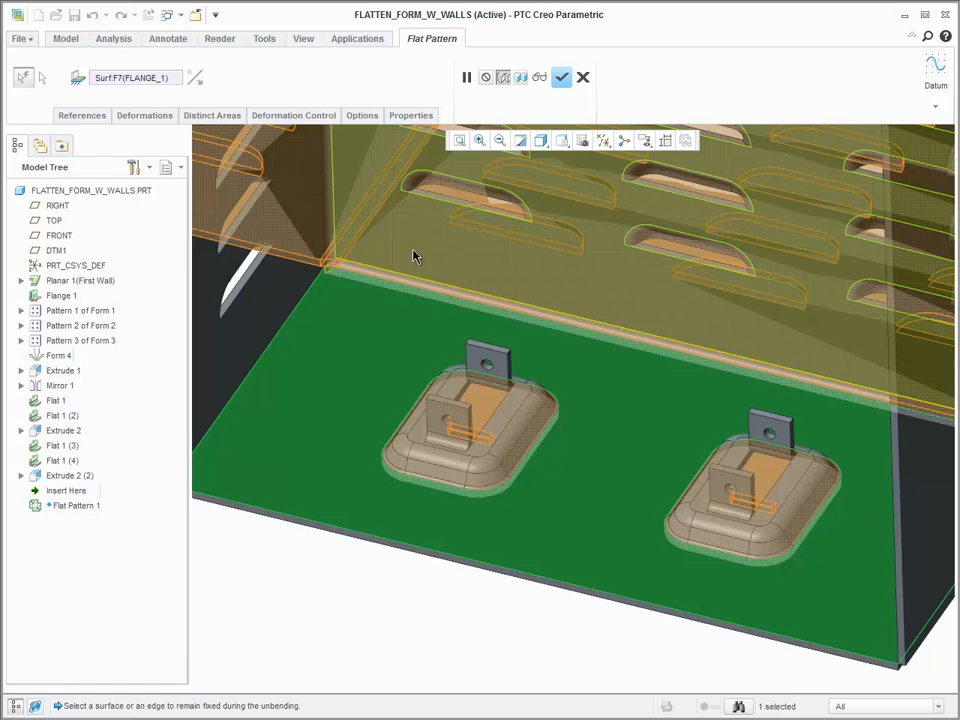 FLATTEN_FORM_W_WALLS (Active) - PTC Creo Parametric
File
Model
Analysis
Annotate
Render
Tools
View
Applications
Flat Pattern
Surf:F7(FLANGE_1)
Datum
References
Deformations
Distinct Areas
Deformation Control
Options
Properties
Model Tree
FLATTEN_FORM_W_WALLS.PRT
RIGHT
TOP
FRONT
DTM1
PRT_CSYS_DEF
Planar 1(First Wall)
Flange 1
Pattern 1 of Form 1
Pattern 2 of Form 2
Pattern 3 of Form 3
Form 4
Extrude 1
Mirror 1
Flat 1
Flat 1 (2)
Extrude 2
Flat 1 (3)
Flat 1 (4)
Extrude 2 (2)
Insert Here
Flat Pattern 1
Select a surface or an edge to remain fixed during the unbending.
1 selected
All